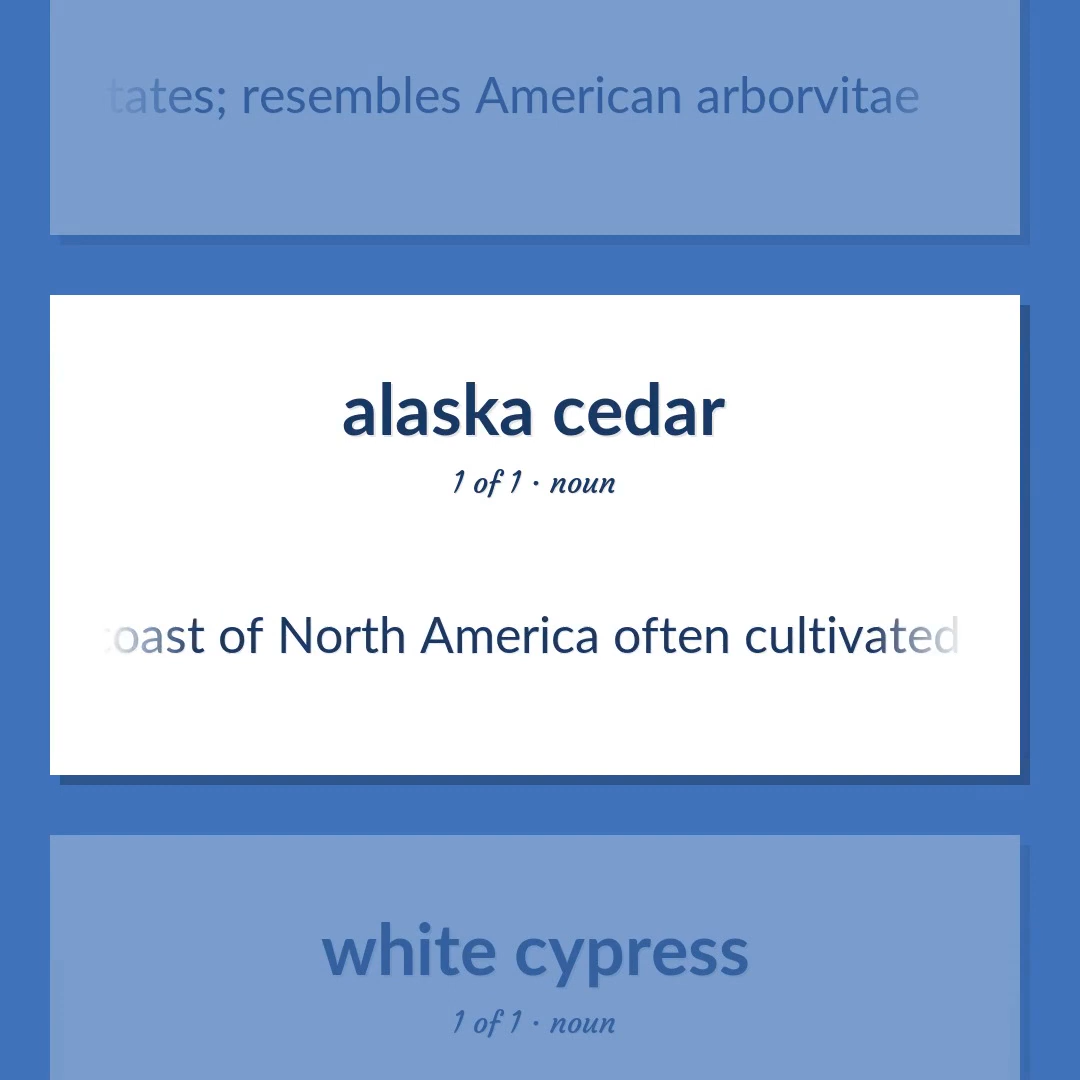 tates; resembles American arborvitae
alaska cedar
1 of 1 · noun
coast of North America often cultivated
white cypress
1 of 1 · noun